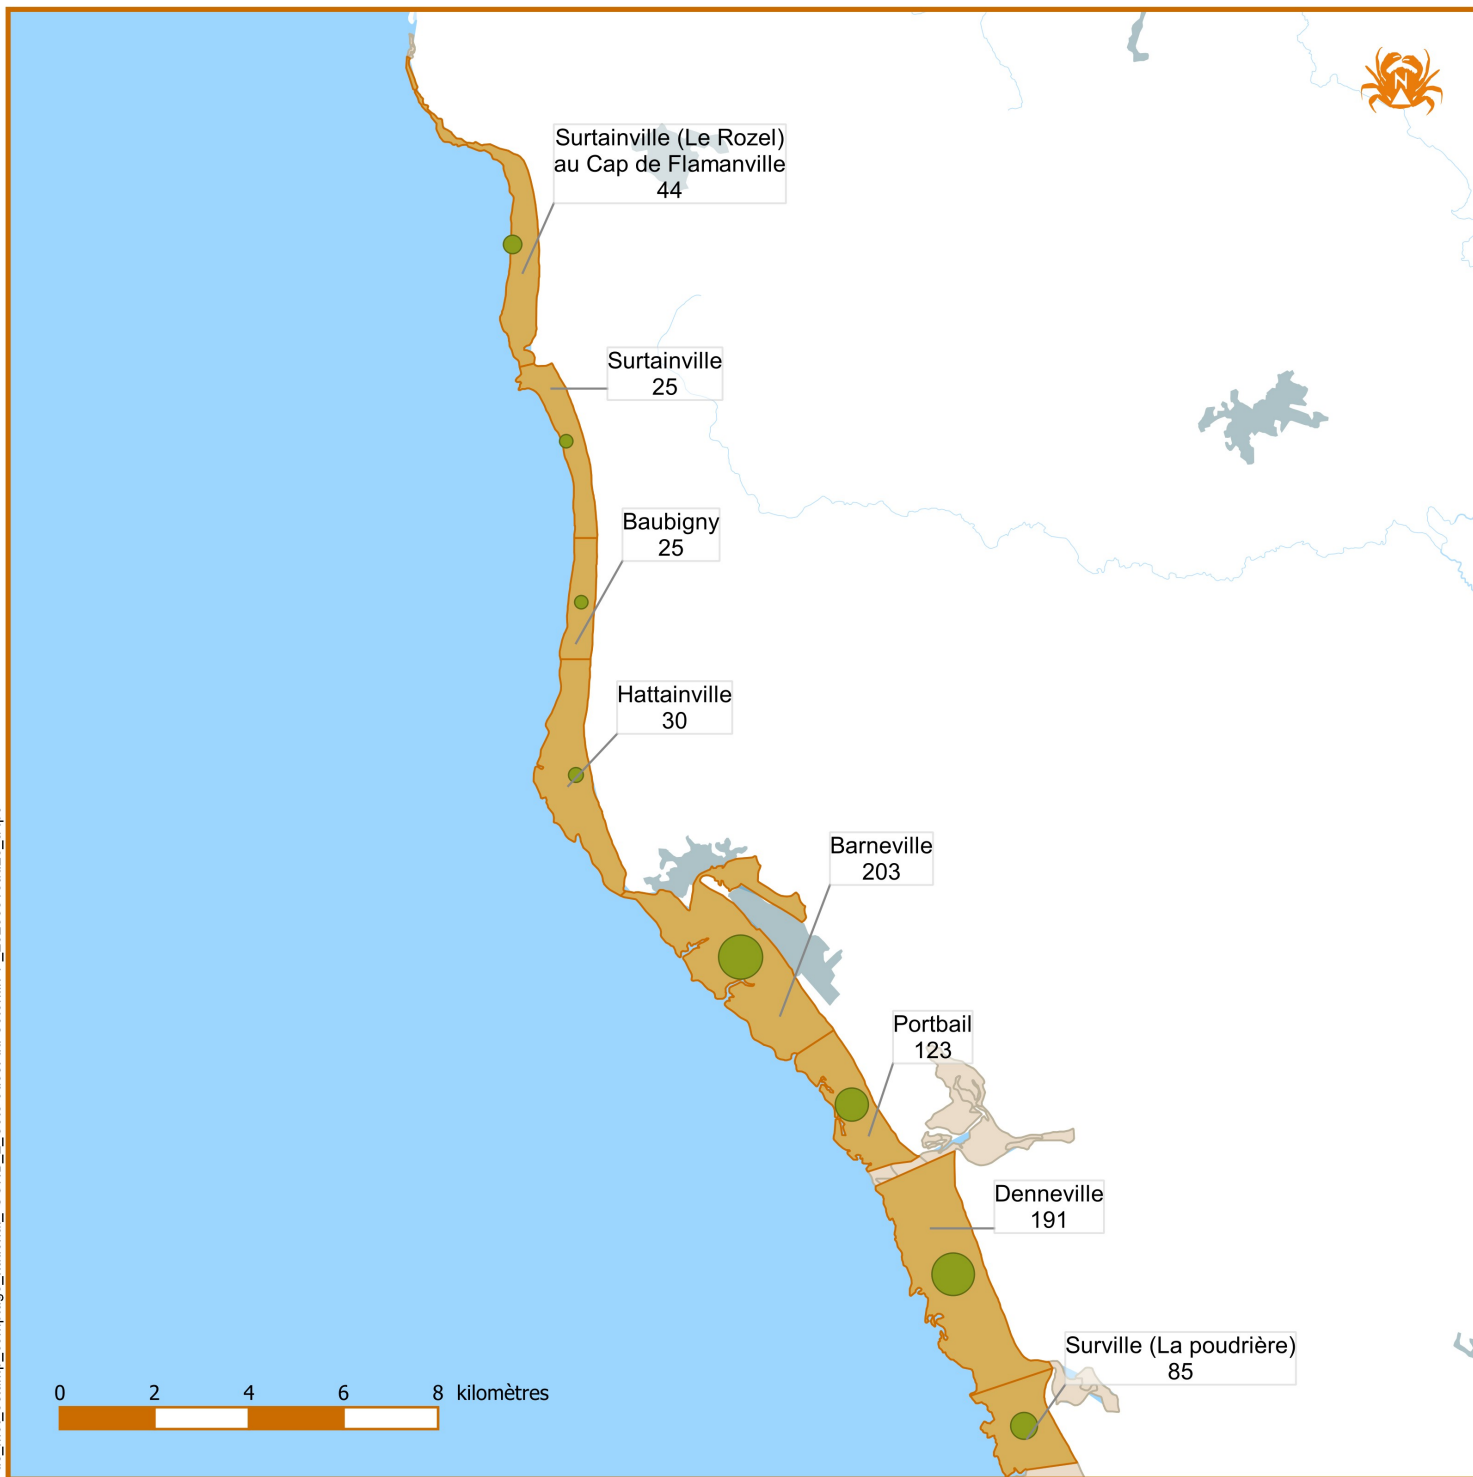 N
Surtainville (Le Rozel)
au Cap de Flamanville
44
Surtainville
25
Baubigny
25
Hattainville
30
Barneville
203
Portbail
123
Denneville
191
Surville (La poudrière)
85
0 2 4 6 8 kilomètres